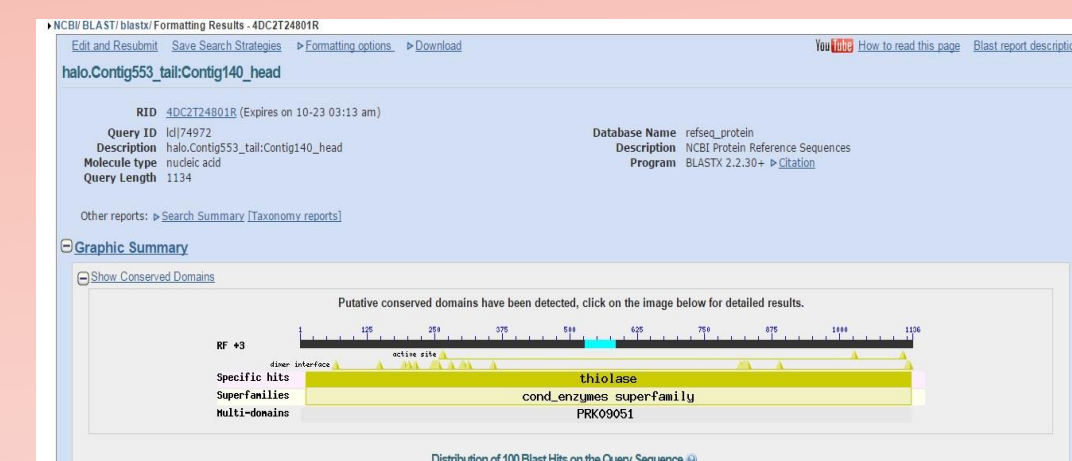 NCBI/ BLAST/ blastx/ Formatting Results - 4DC2T24801R
Edit and Resubmit Save Search Strategies Formatting options Download YouTube How to read this page Blast report descriptio
halo.Contig553_tail:Contig140_head
RID 4DC2T24801R (Expires on 10-23 03:13 am)
Query ID lcl|74972 Database Name refseq_protein
Description halo.Contig553_tail:Contig140_head Description NCBI Protein Reference Sequences
Molecule type nucleic acid Program BLASTX 2.2.30+ Citation
Query Length 1134
Other reports: Search Summary [Taxonomy reports]
Graphic Summary
Show Conserved Domains
Putative conserved domains have been detected, click on the image below for detailed results.
1 125 250 375 500 625 750 875 1000 1136
RF +3
active site
dimer interface
Specific hits thiolase
Superfamilies cond_enzymes superfamily
Multi-domains PRK09051
Distribution of 100 Blast Hits on the Query Sequence